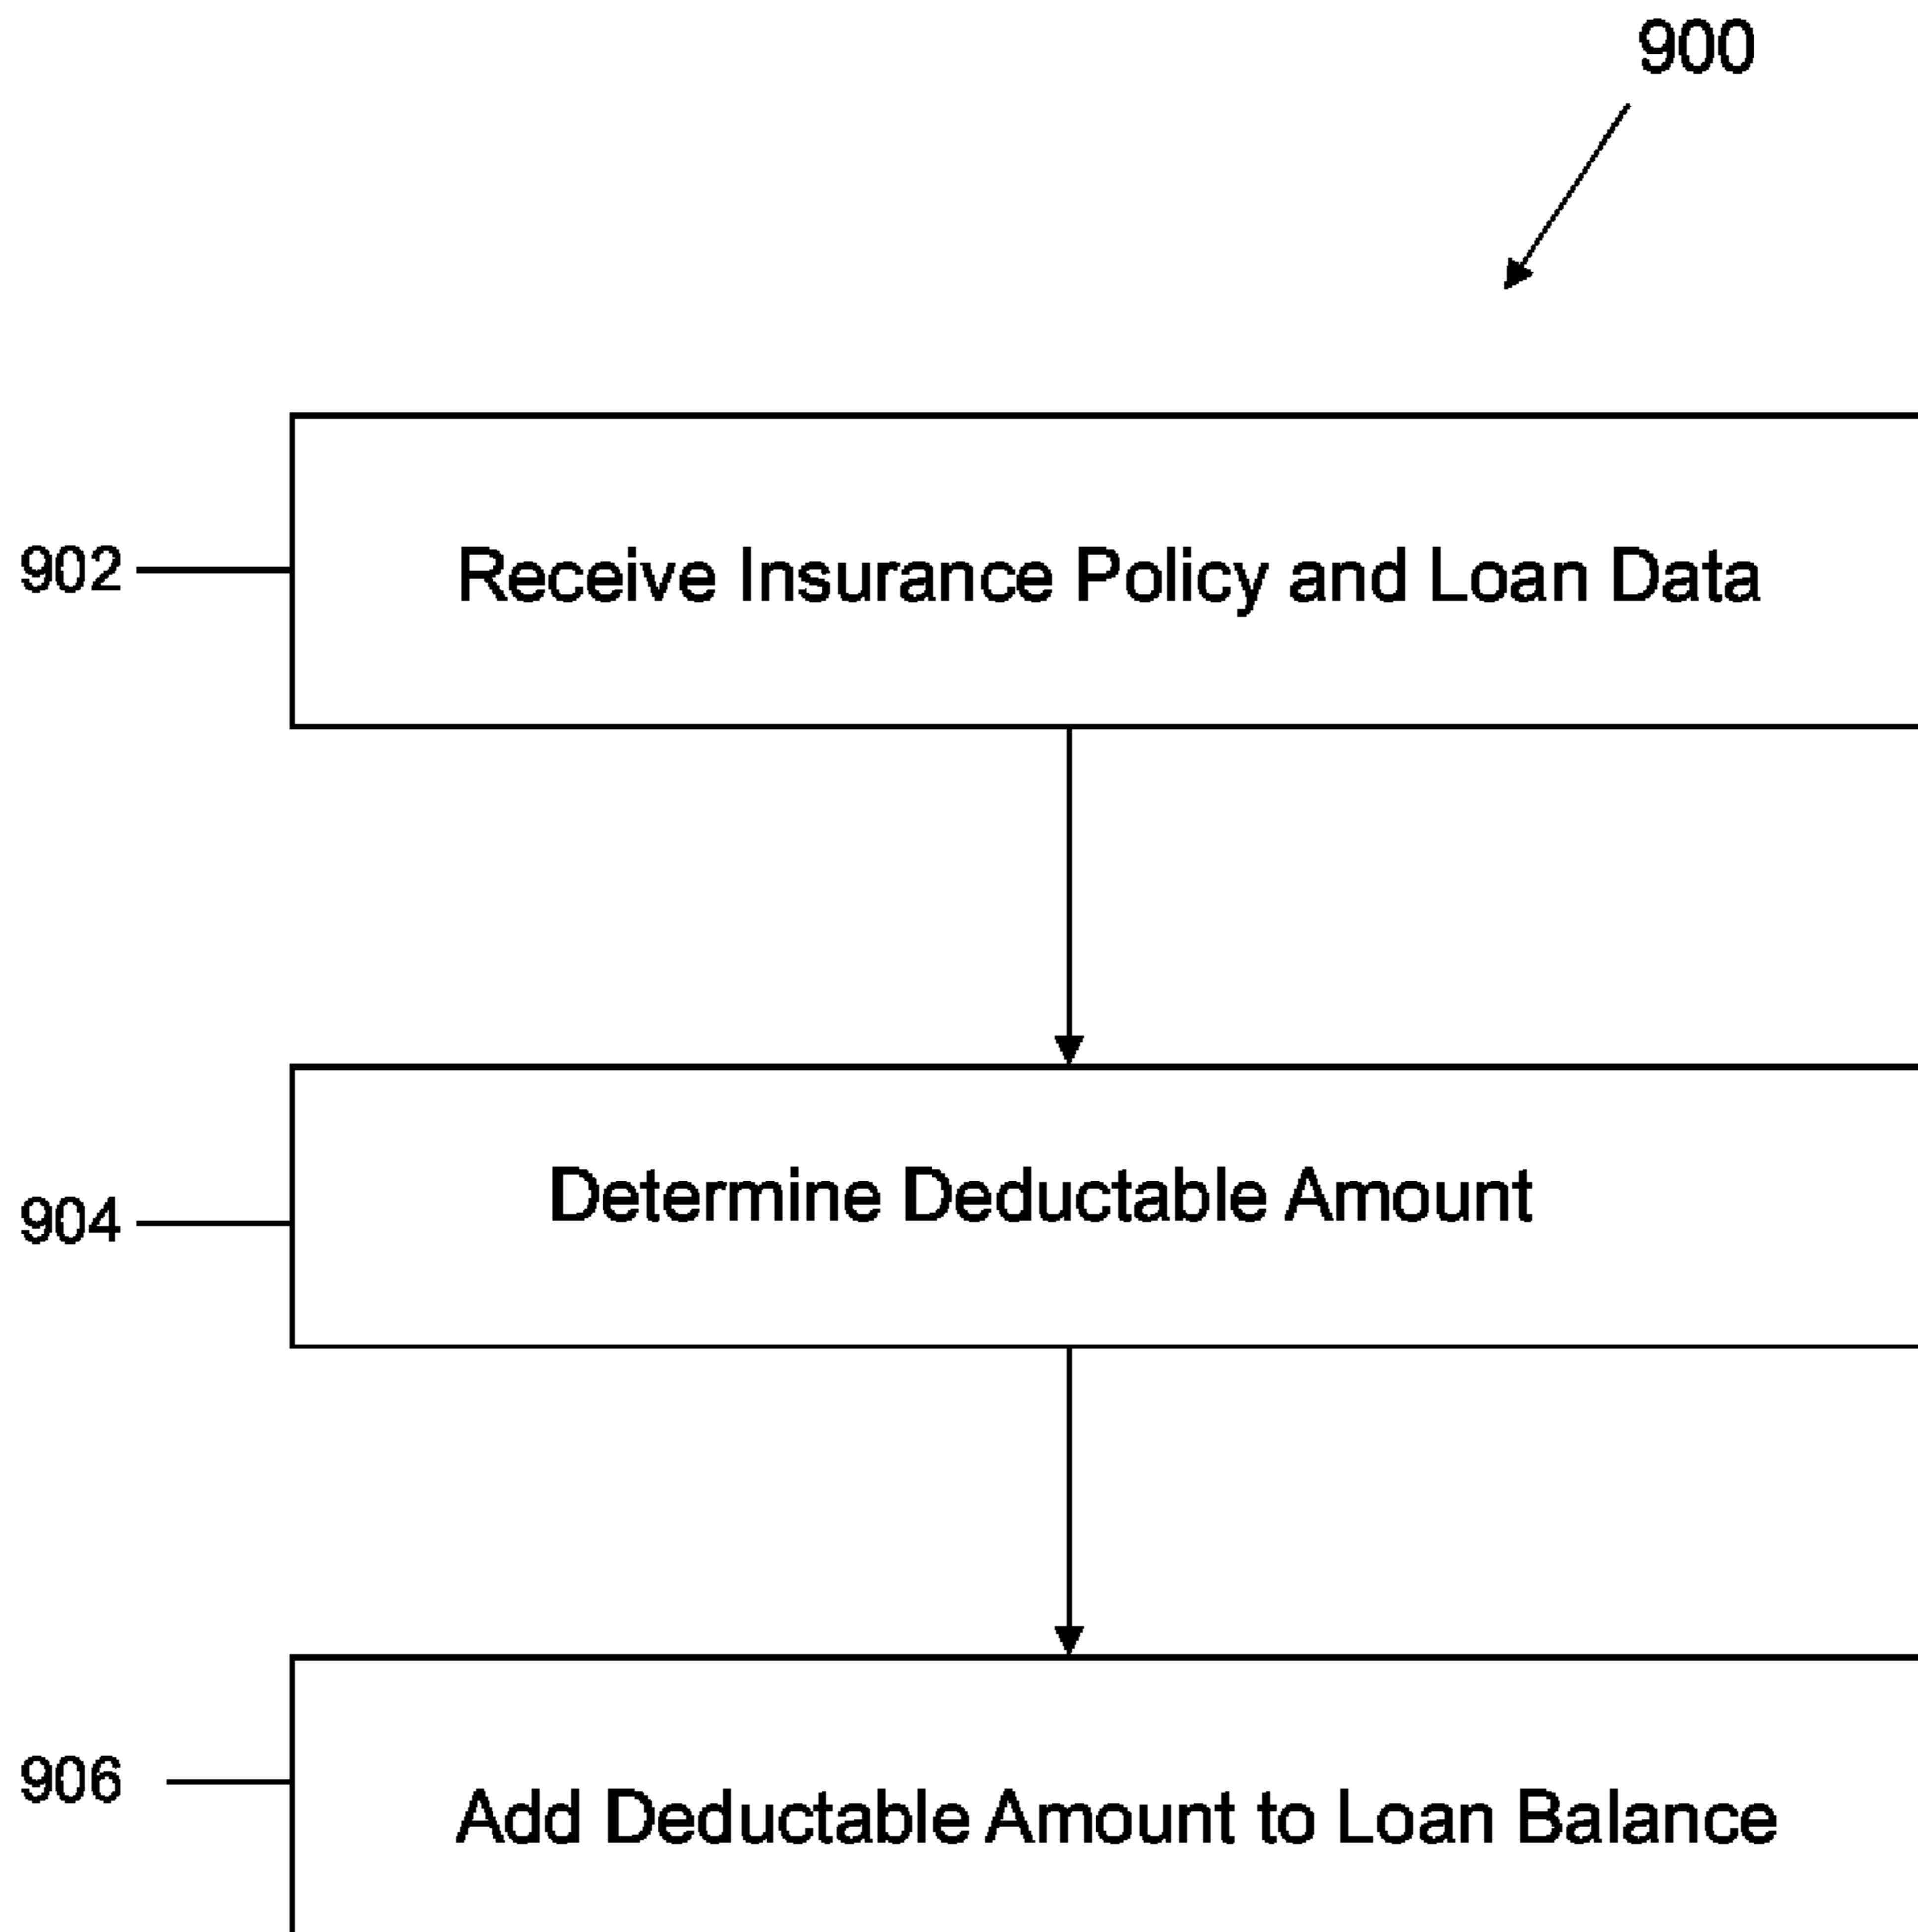 900
902
Receive Insurance Policy and Loan Data
904
Determine Deductable Amount
906
Add Deductable Amount to Loan Balance